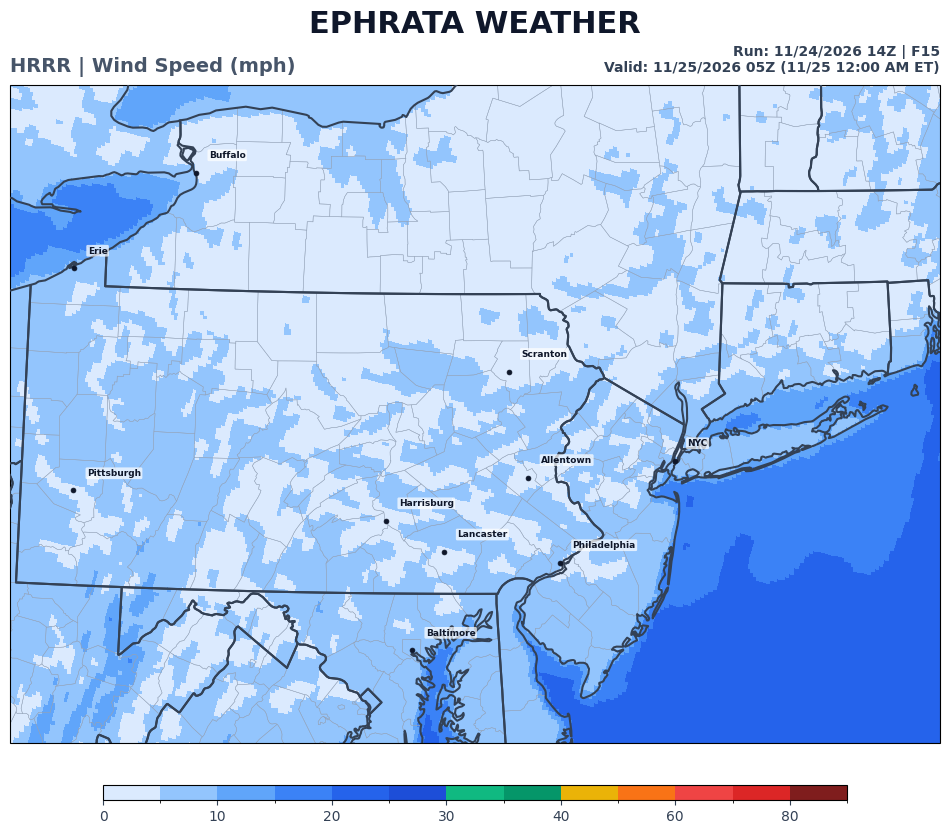 EPHRATA WEATHER
HRRR | Wind Speed (mph)
Run: 11/24/2026 14Z | F15
Valid: 11/25/2026 05Z (11/25 12:00 AM ET)
Buffalo
Erie
Scranton
NYC
Allentown
Pittsburgh
Harrisburg
Lancaster
Philadelphia
Baltimore
0 10 20 30 40 50 60 70 80